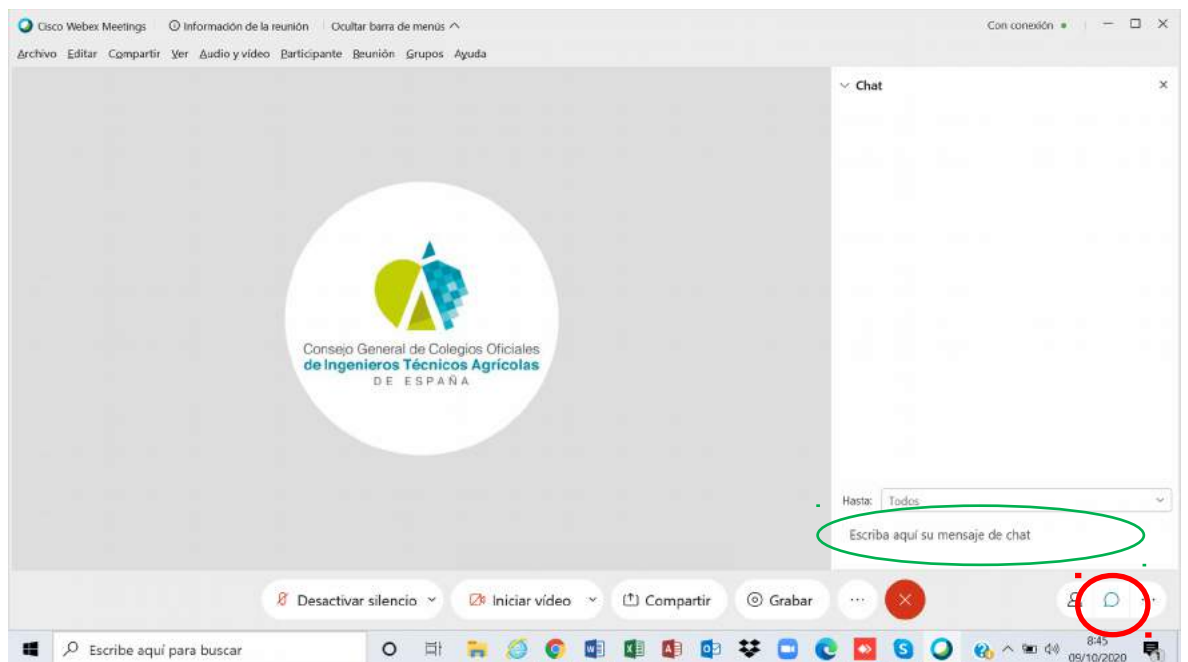 Cisco Webex Meetings Información de la reunión Ocultar barra de menús Con conexión
Archivo Editar Compartir Ver Audio y vídeo Participante Reunión Grupos Ayuda
Chat
Consejo General de Colegios Oficiales
de Ingenieros Técnicos Agrícolas
DE ESPAÑA
Hasta: Todos
Escriba aquí su mensaje de chat
Desactivar silencio Iniciar vídeo Compartir Grabar
Escribe aquí para buscar
8:45
09/10/2020